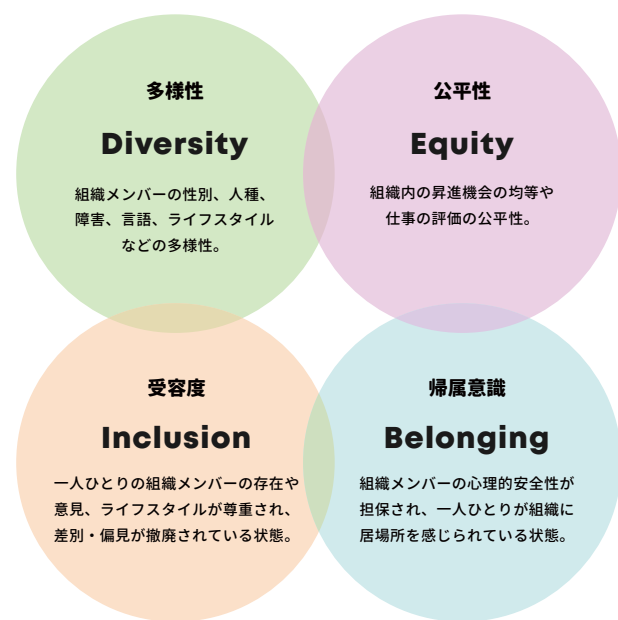 多様性
Diversity
組織メンバーの性別、人種、
障害、言語、ライフスタイル
などの多様性。
公平性
Equity
組織内の昇進機会の均等や
仕事の評価の公平性。
受容度
Inclusion
一人ひとりの組織メンバーの存在や
意見、ライフスタイルが尊重され、
差別・偏見が撤廃されている状態。
帰属意識
Belonging
組織メンバーの心理的安全性が
担保され、一人ひとりが組織に
居場所を感じられている状態。